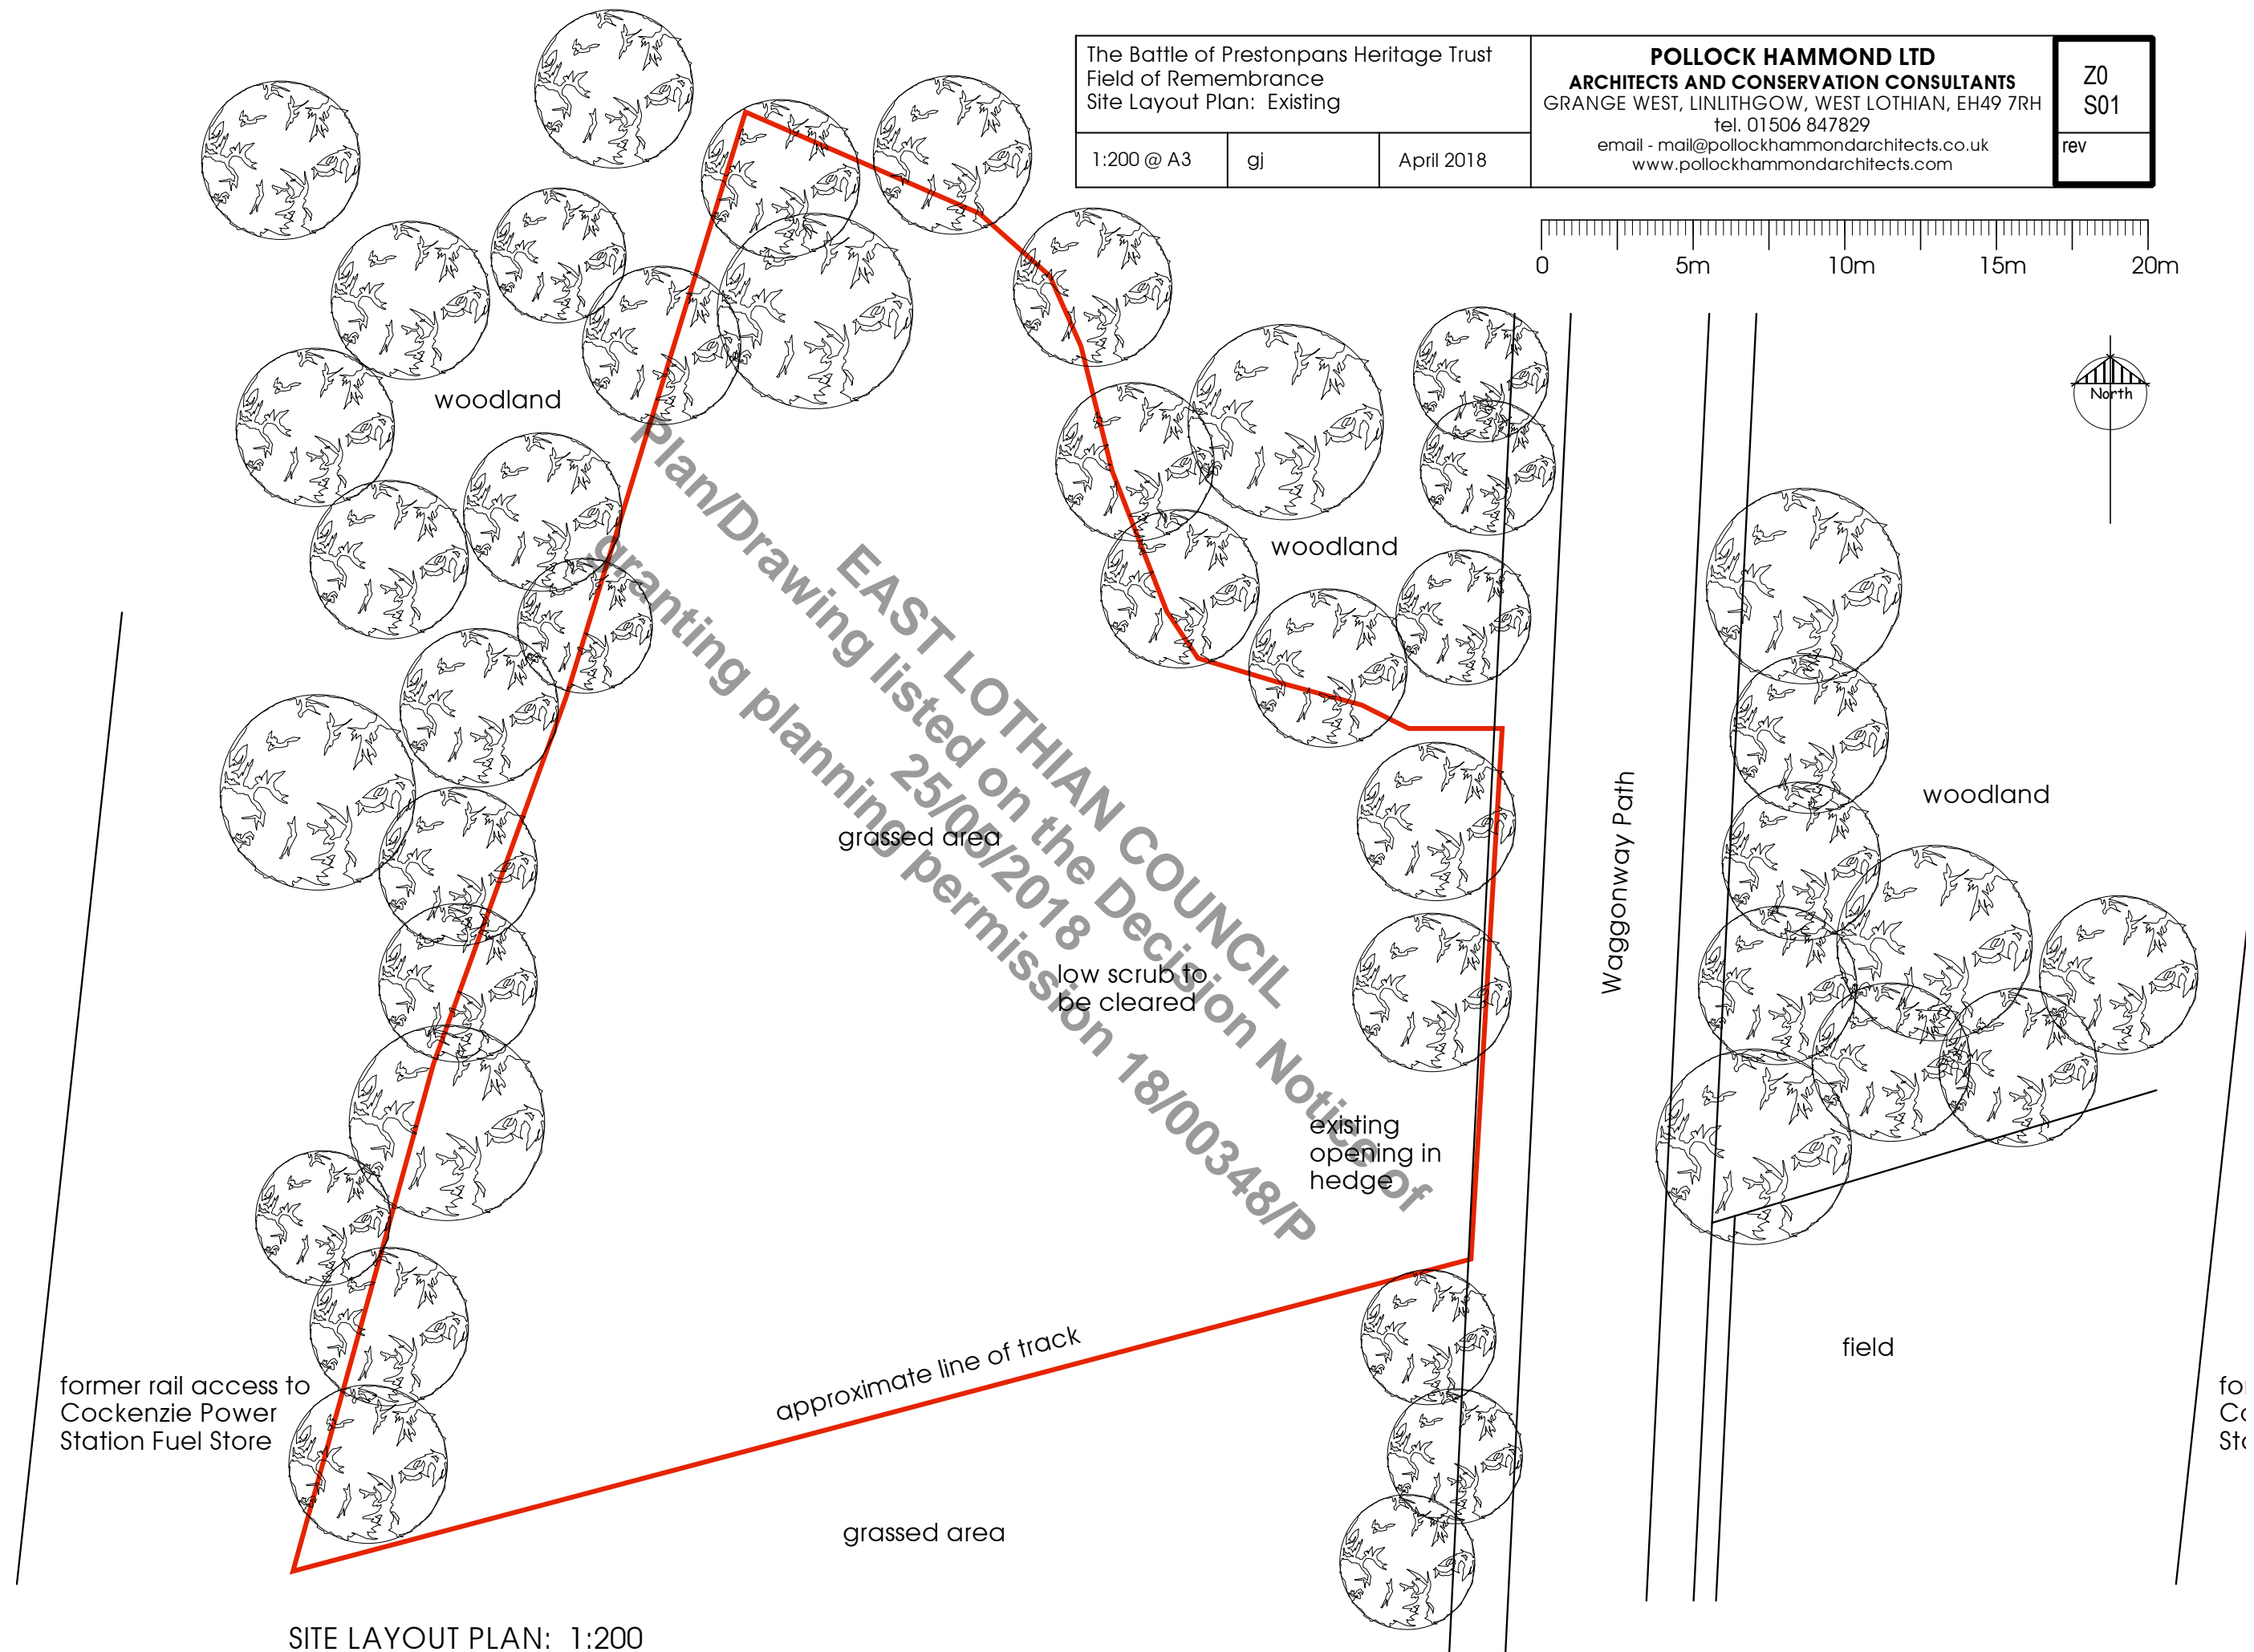 The Battle of Prestonpans Heritage Trust
Field of Remembrance
Site Layout Plan: Existing
1:200 @ A3
gj
April 2018
POLLOCK HAMMOND LTD
ARCHITECTS AND CONSERVATION CONSULTANTS
GRANGE WEST, LINLITHGOW, WEST LOTHIAN, EH49 7RH
tel. 01506 847829
email - mail@pollockhammondarchitects.co.uk
www.pollockhammondarchitects.com
Z0
S01
rev
0 5m 10m 15m 20m
North
woodland
woodland
woodland
EAST LOTHIAN COUNCIL
Plan/Drawing listed on the Decision Notice of
25/05/2018
granting planning permission 18/00348/P
grassed area
low scrub to
be cleared
Waggonway Path
existing
opening in
hedge
approximate line of track
field
former rail access to
Cockenzie Power
Station Fuel Store
grassed area
SITE LAYOUT PLAN: 1:200